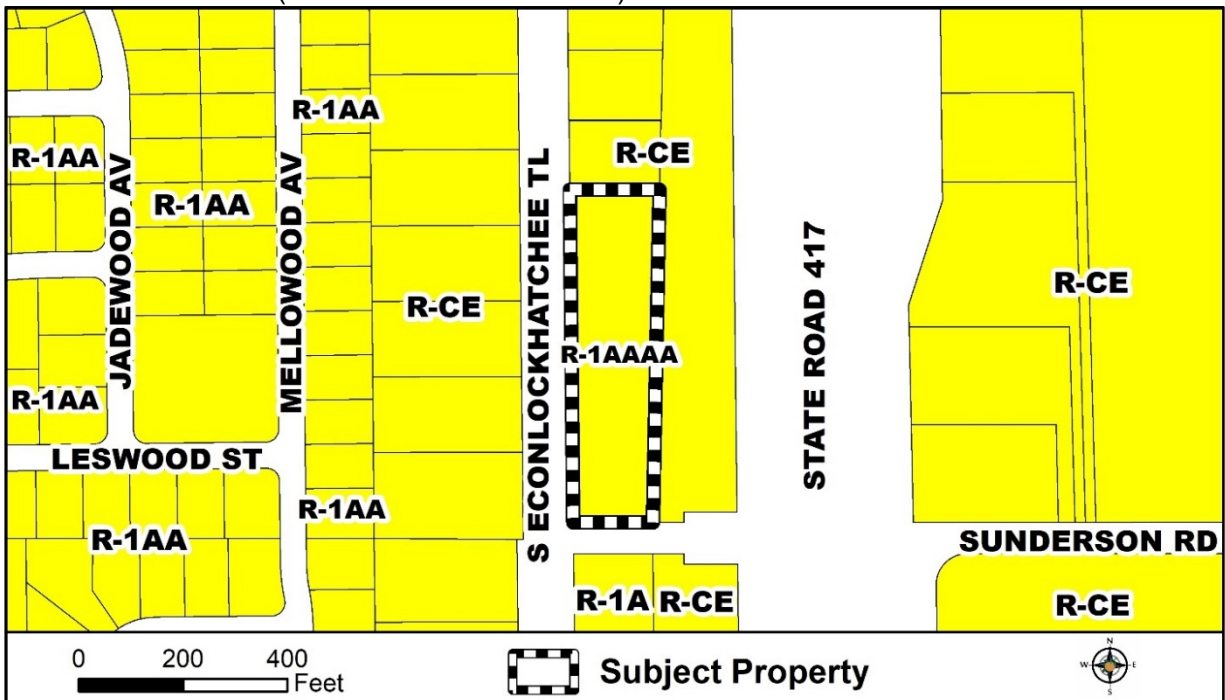 R-1AA
R-CE
R-1AA
R-1AA
JADEWOOD AV
MELLOWOOD AV
S ECONLOCKHATCHEE TL
STATE ROAD 417
R-CE
R-CE
R-1AAAA
R-1AA
LESWOOD ST
R-1AA
R-1AA
SUNDERSON RD
R-1A
R-CE
R-CE
0 200 400
Feet
Subject Property
N
W
E
S